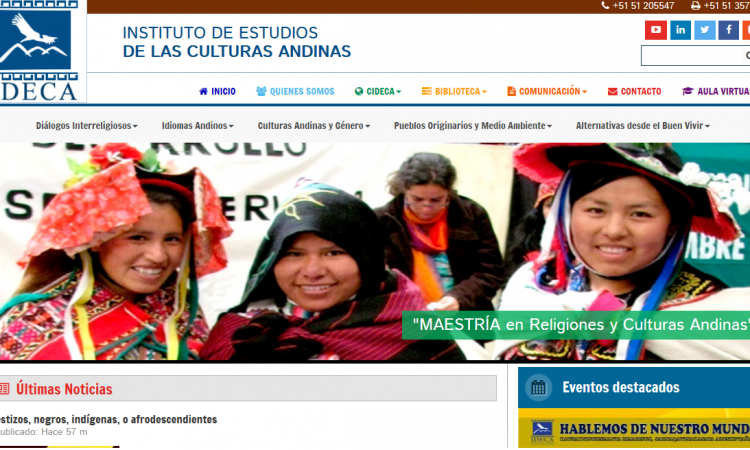 +51 51 205547 +51 51 357
IDECA
INSTITUTO DE ESTUDIOS
DE LAS CULTURAS ANDINAS
INICIO QUIENES SOMOS CIDECA BIBLIOTECA COMUNICACIÓN CONTACTO AULA VIRTUA
Diálogos Interreligiosos Idiomas Andinos Culturas Andinas y Género Pueblos Originarios y Medio Ambiente Alternativas desde el Buen Vivir
"MAESTRÍA en Religiones y Culturas Andinas"
Últimas Noticias
estizos, negros, indígenas, o afrodescendientes
ublicado: Hace 57 m
Eventos destacados
IDECA
HABLEMOS DE NUESTRO MUND